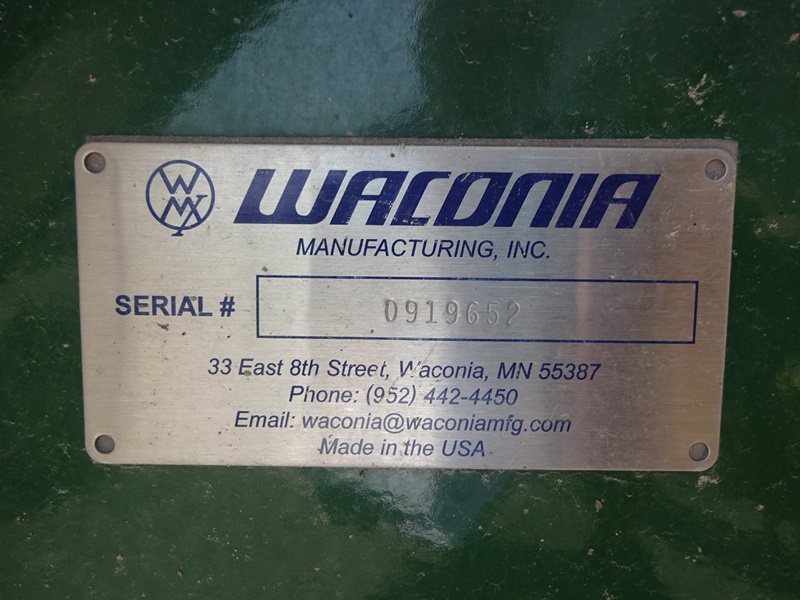 WMI
WACONIA
MANUFACTURING, INC.
SERIAL # 0919652
33 East 8th Street, Waconia, MN 55387
Phone: (952) 442-4450
Email: waconia@waconiamfg.com
Made in the USA